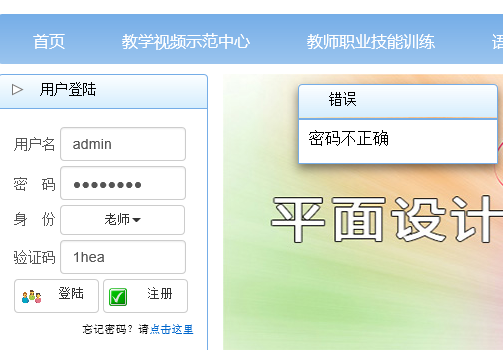 首页 教学视频示范中心 教师职业技能训练
用户登陆
用户名 admin
密 码 ●●●●●●●●
身 份 老师
验证码 1hea
登陆 注册
忘记密码？请点击这里
错误
密码不正确
平面设计